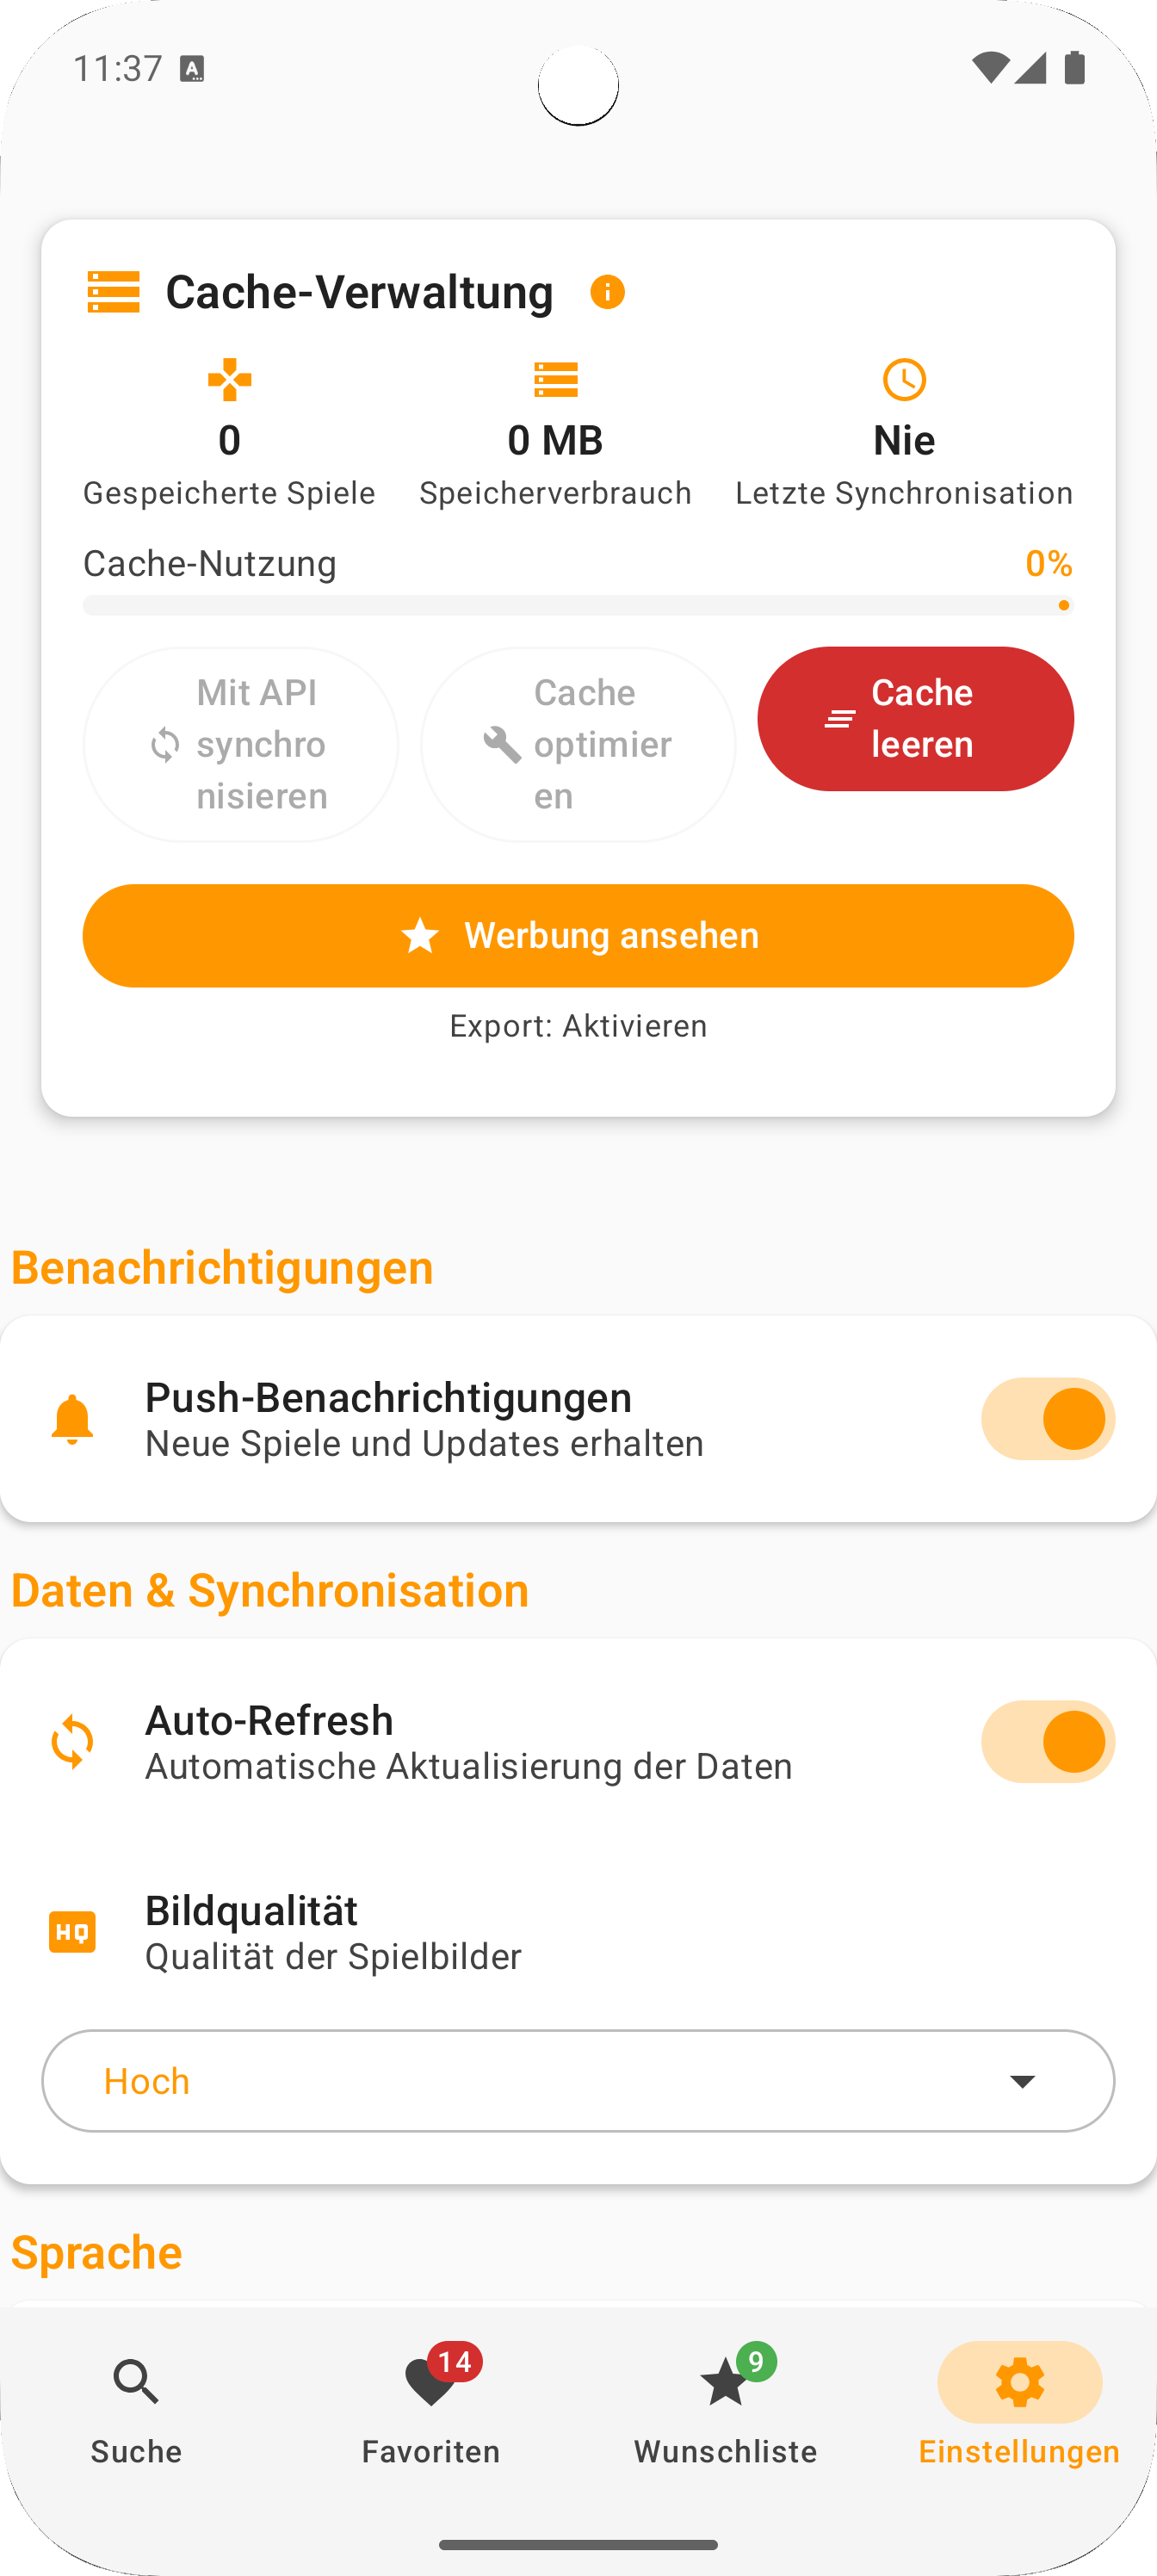 11:37
Cache-Verwaltung
0
0 MB
Nie
Gespeicherte Spiele
Speicherverbrauch
Letzte Synchronisation
Cache-Nutzung
0%
Mit API
synchro
nisieren
Cache
optimier
en
Cache
leeren
Werbung ansehen
Export: Aktivieren
Benachrichtigungen
Push-Benachrichtigungen
Neue Spiele und Updates erhalten
Daten & Synchronisation
Auto-Refresh
Automatische Aktualisierung der Daten
HQ
Bildqualität
Qualität der Spielbilder
Hoch
Sprache
14
9
Suche
Favoriten
Wunschliste
Einstellungen